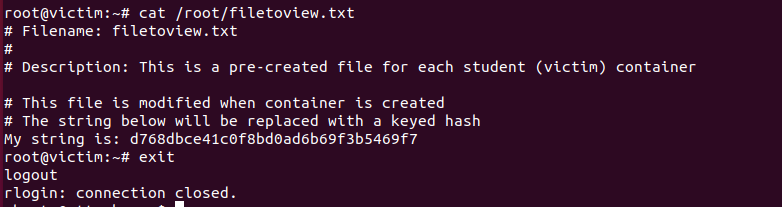 root@victim:~# cat /root/filetoview.txt
# Filename: filetoview.txt
#
# Description: This is a pre-created file for each student (victim) container

# This file is modified when container is created
# The string below will be replaced with a keyed hash
My string is: d768dbce41c0f8bd0ad6b69f3b5469f7
root@victim:~# exit
logout
rlogin: connection closed.